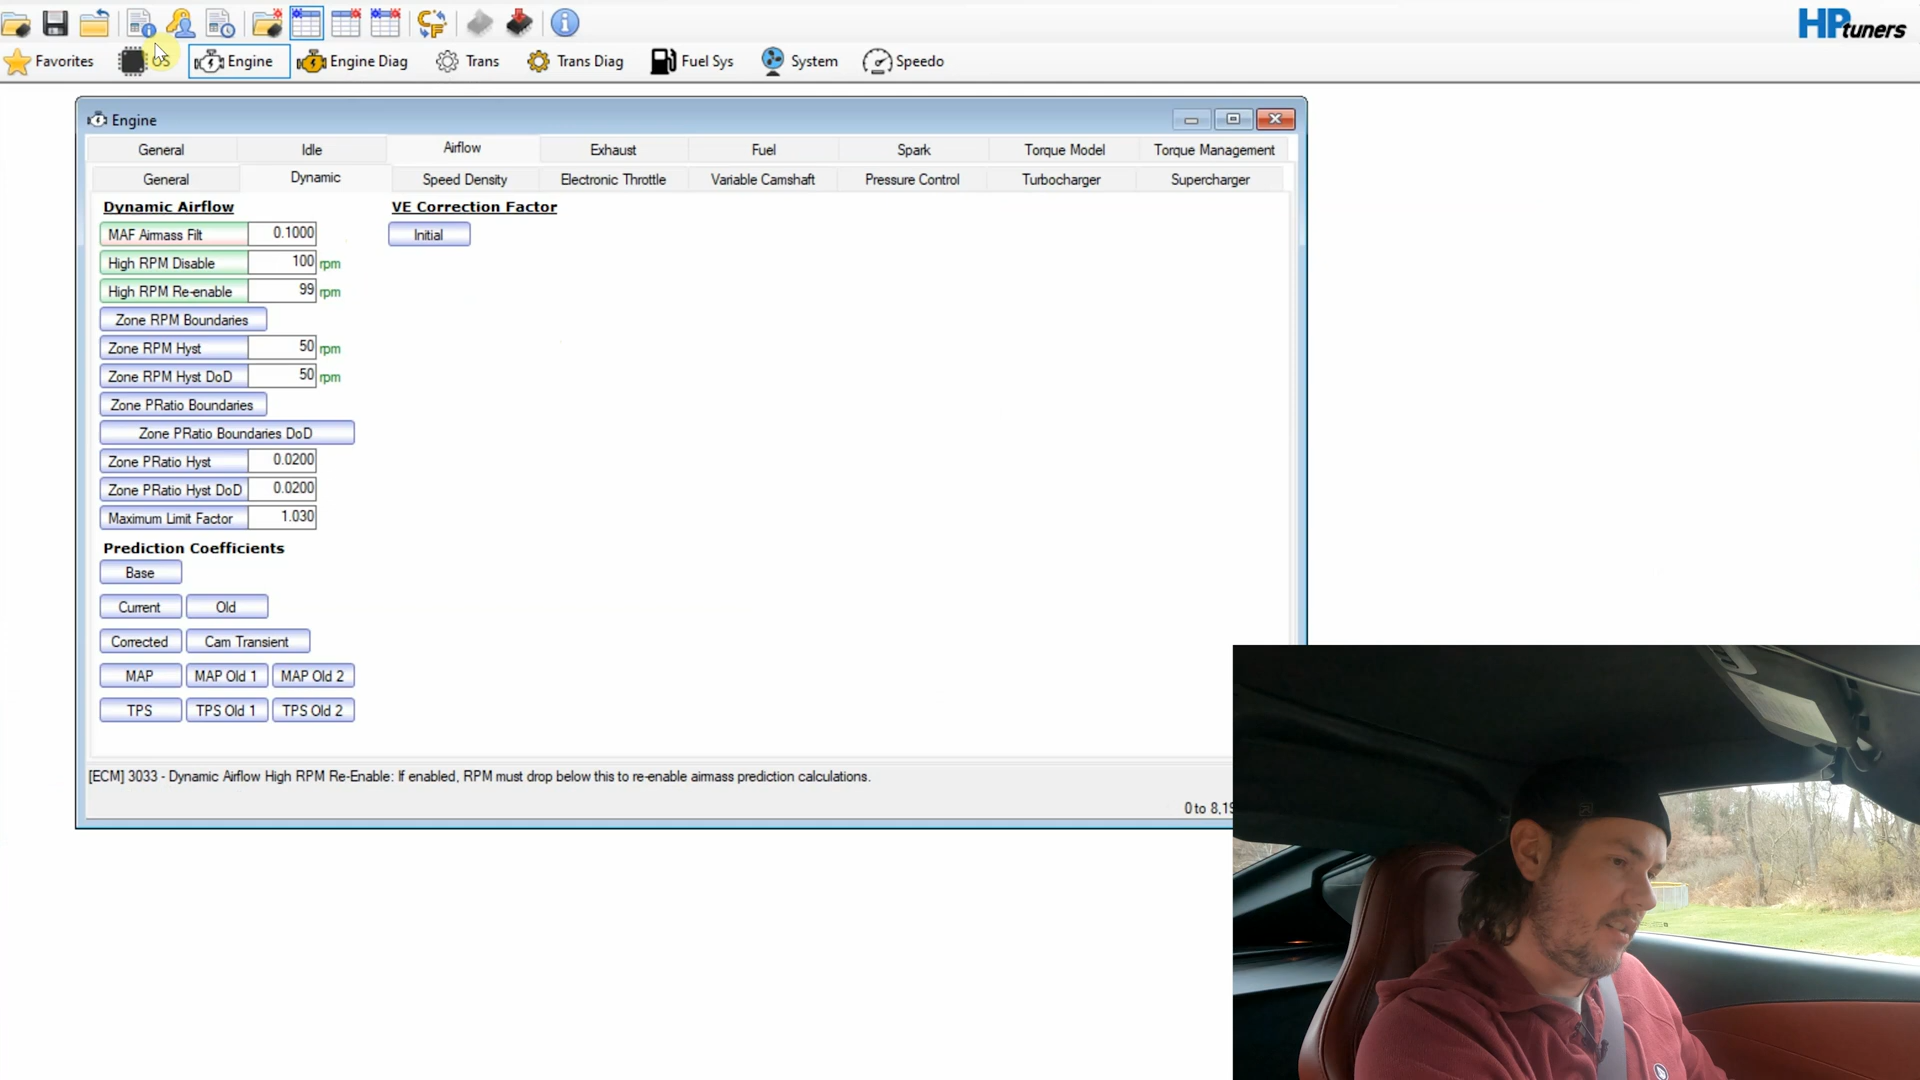 HP tuners
Favorites OS Engine Engine Diag Trans Trans Diag Fuel Sys System Speedo
Engine
General Idle Airflow Exhaust Fuel Spark Torque Model Torque Management
General Dynamic Speed Density Electronic Throttle Variable Camshaft Pressure Control Turbocharger Supercharger
Dynamic Airflow VE Correction Factor
MAF Airmass Filt 0.1000 Initial
High RPM Disable 100 rpm
High RPM Re-enable 99 rpm
Zone RPM Boundaries
Zone RPM Hyst 50 rpm
Zone RPM Hyst DoD 50 rpm
Zone PRatio Boundaries
Zone PRatio Boundaries DoD
Zone PRatio Hyst 0.0200
Zone PRatio Hyst DoD 0.0200
Maximum Limit Factor 1.030
Prediction Coefficients
Base
Current Old
Corrected Cam Transient
MAP MAP Old 1 MAP Old 2
TPS TPS Old 1 TPS Old 2
[ECM] 3033 - Dynamic Airflow High RPM Re-Enable: If enabled, RPM must drop below this to re-enable airmass prediction calculations.
0 to 8,19